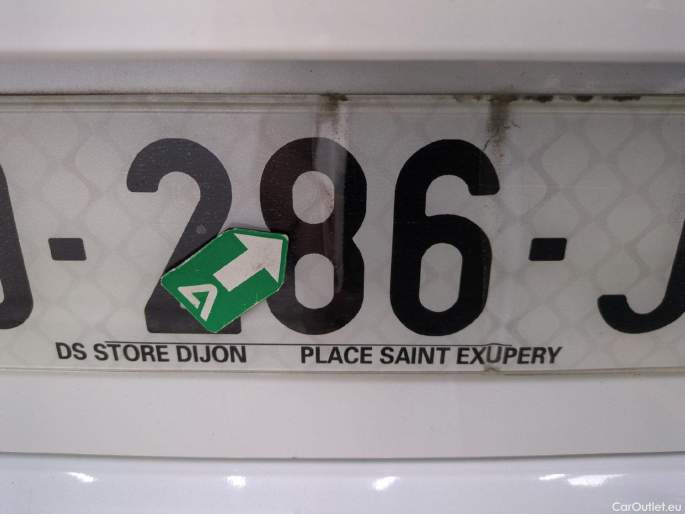 -286-J
A
DS STORE DIJON PLACE SAINT EXUPERY
CarOutlet.eu